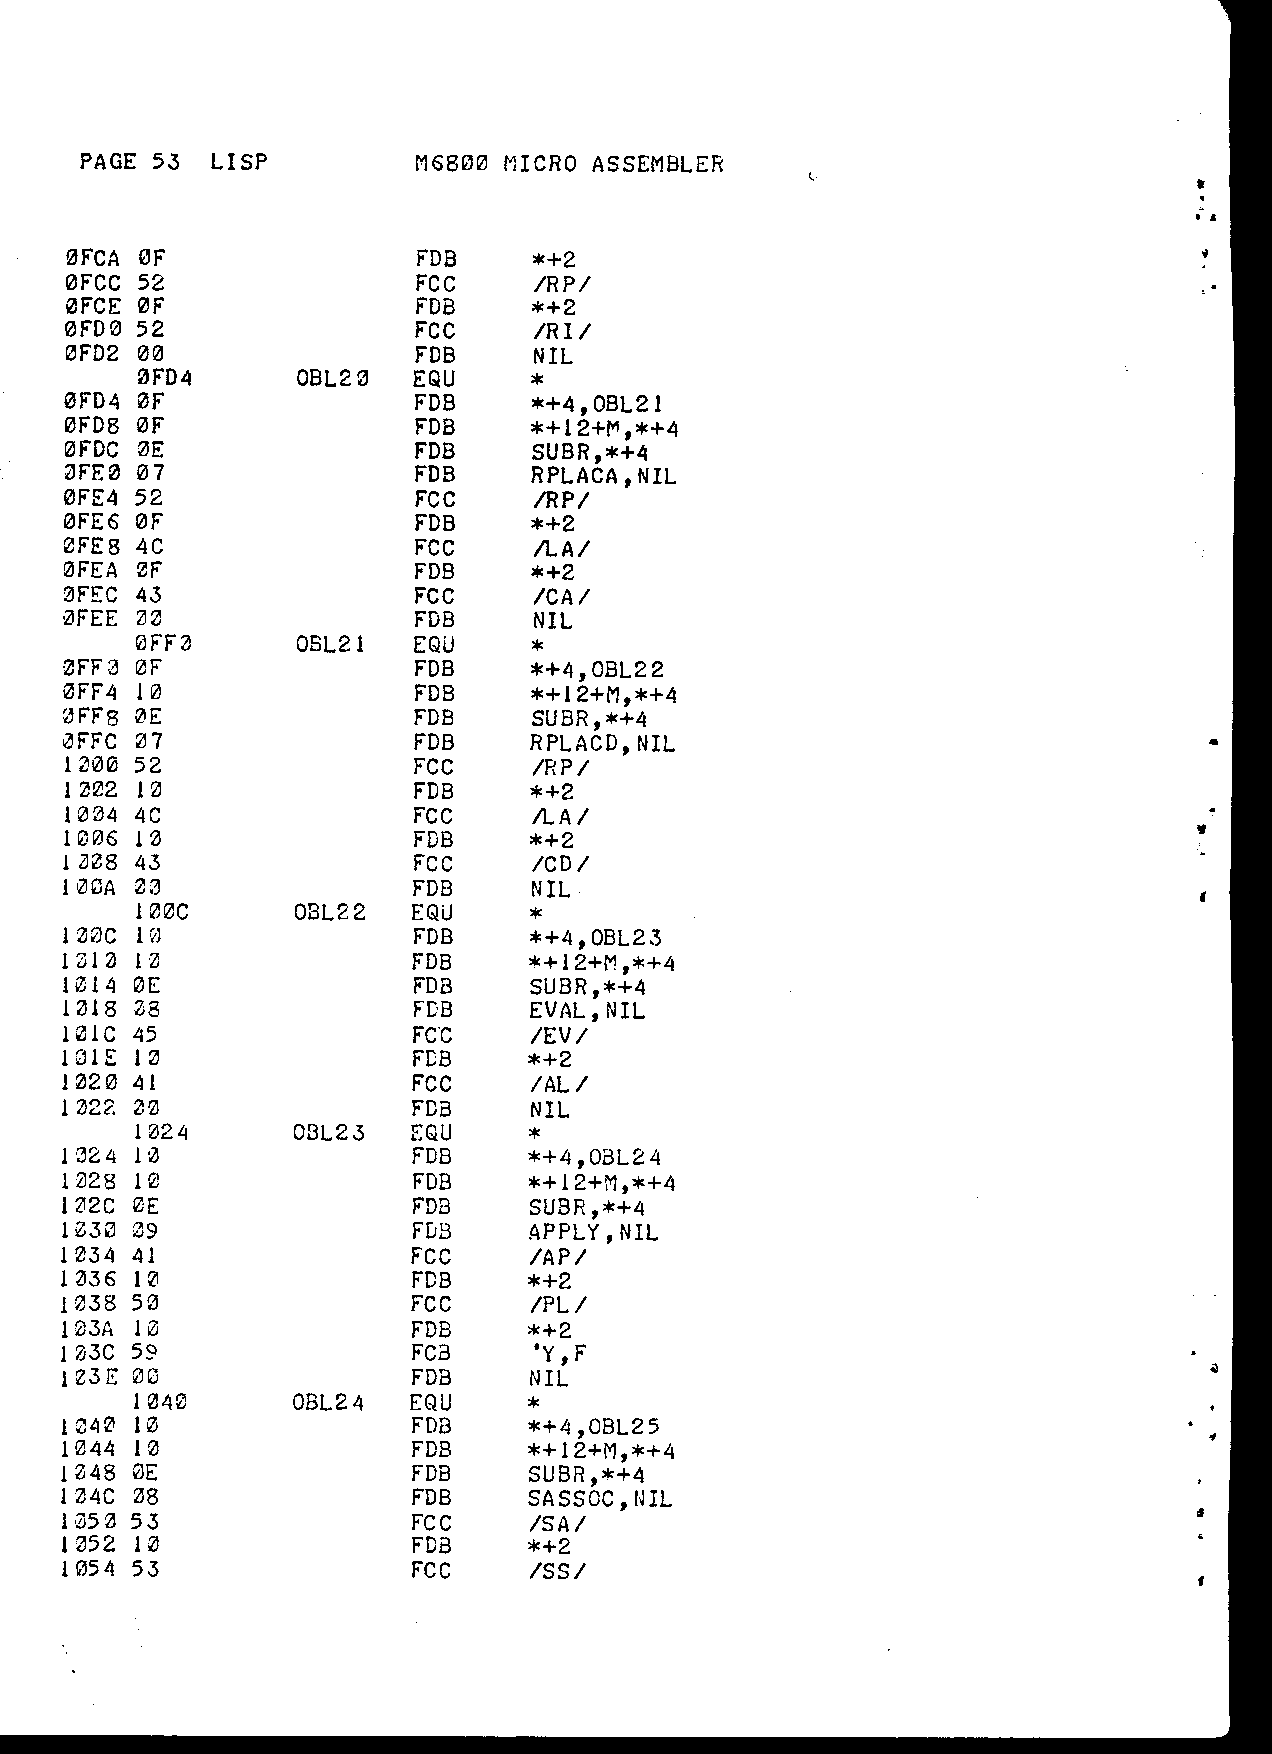 PAGE 53 LISP M6800 MICRO ASSEMBLER
0FCA 0F FDB *+2
0FCC 52 FCC /RP/
0FCE 0F FDB *+2
0FD0 52 FCC /RI/
0FD2 00 FDB NIL
0FD4 OBL20 EQU *
0FD4 0F FDB *+4,OBL21
0FD8 0F FDB *+12+M,*+4
0FDC 0E FDB SUBR,*+4
0FE0 07 FDB RPLACA,NIL
0FE4 52 FCC /RP/
0FE6 0F FDB *+2
0FE8 4C FCC /LA/
0FEA 0F FDB *+2
0FEC 43 FCC /CA/
0FEE 00 FDB NIL
0FF0 OBL21 EQU *
0FF0 0F FDB *+4,OBL22
0FF4 10 FDB *+12+M,*+4
0FF8 0E FDB SUBR,*+4
0FFC 07 FDB RPLACD,NIL
1000 52 FCC /RP/
1002 10 FDB *+2
1004 4C FCC /LA/
1006 10 FDB *+2
1008 43 FCC /CD/
100A 00 FDB NIL
100C OBL22 EQU *
100C 10 FDB *+4,OBL23
1010 10 FDB *+12+M,*+4
1014 0E FDB SUBR,*+4
1018 08 FDB EVAL,NIL
101C 45 FCC /EV/
101E 10 FDB *+2
1020 41 FCC /AL/
1022 00 FDB NIL
1024 OBL23 EQU *
1024 10 FDB *+4,OBL24
1028 10 FDB *+12+M,*+4
102C 0E FDB SUBR,*+4
1030 09 FDB APPLY,NIL
1034 41 FCC /AP/
1036 10 FDB *+2
1038 50 FCC /PL/
103A 10 FDB *+2
103C 59 FCB 'Y,F
103E 00 FDB NIL
1040 OBL24 EQU *
1040 10 FDB *+4,OBL25
1044 10 FDB *+12+M,*+4
1048 0E FDB SUBR,*+4
104C 08 FDB SASSOC,NIL
1050 53 FCC /SA/
1052 10 FDB *+2
1054 53 FCC /SS/